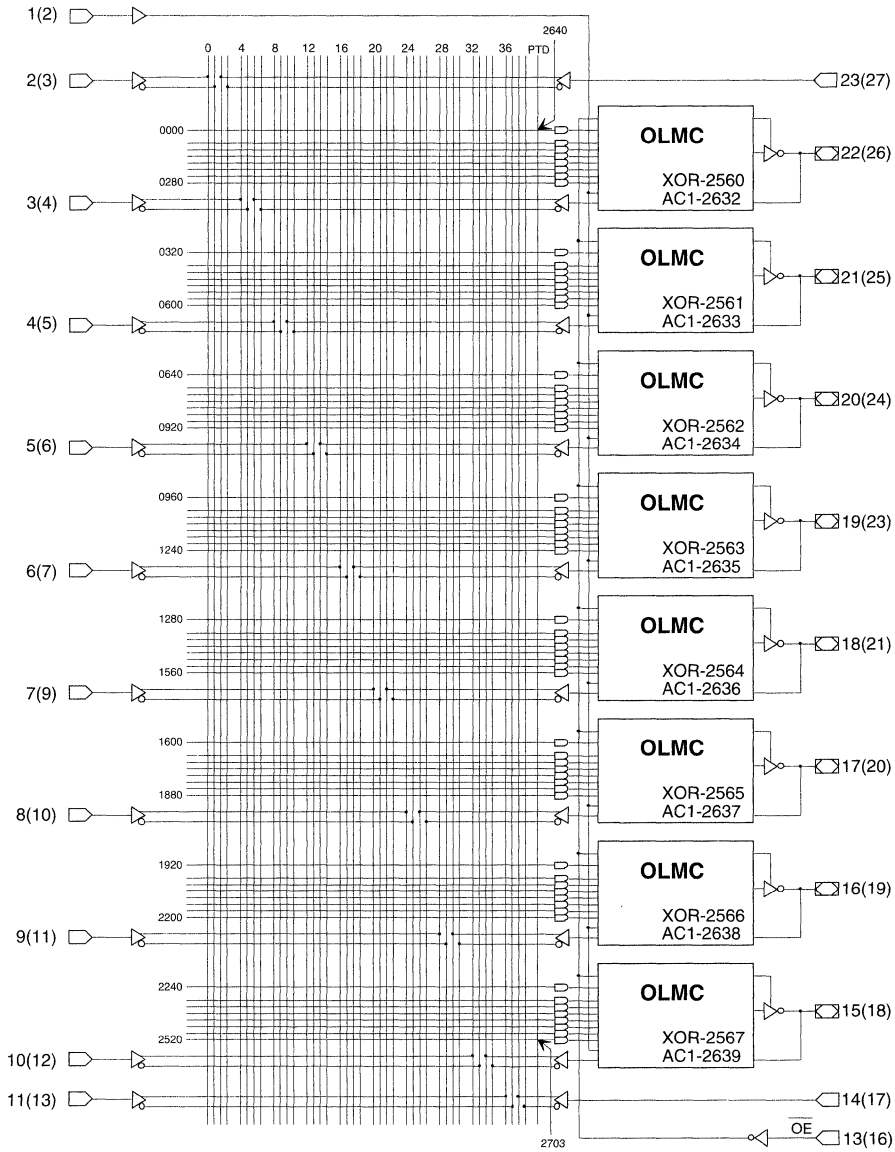 1(2)
2640
0 4 8 12 16 20 24 28 32 36 PTD
2(3)
23(27)
0000
OLMC
22(26)
0280
XOR-2560
AC1-2632
3(4)
0320
OLMC
21(25)
0600
XOR-2561
AC1-2633
4(5)
0640
OLMC
20(24)
0920
XOR-2562
AC1-2634
5(6)
0960
OLMC
19(23)
1240
XOR-2563
AC1-2635
6(7)
1280
OLMC
18(21)
1560
XOR-2564
AC1-2636
7(9)
1600
OLMC
17(20)
1880
XOR-2565
AC1-2637
8(10)
1920
OLMC
16(19)
2200
XOR-2566
AC1-2638
9(11)
2240
OLMC
15(18)
2520
XOR-2567
AC1-2639
10(12)
11(13)
14(17)
OE
13(16)
2703